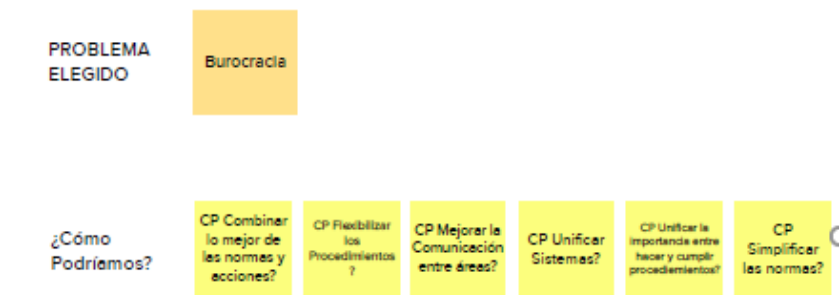 PROBLEMA
ELEGIDO
Burocracia
¿Cómo
Podríamos?
CP Combinar
lo mejor de
las normas y
acciones?
CP Flexibilizar
los
Procedimientos
?
CP Mejorar la
Comunicación
entre áreas?
CP Unificar
Sistemas?
CP Unificar la
importancia entre
hacer y cumplir
procedemientos?
CP
Simplificar
las normas?